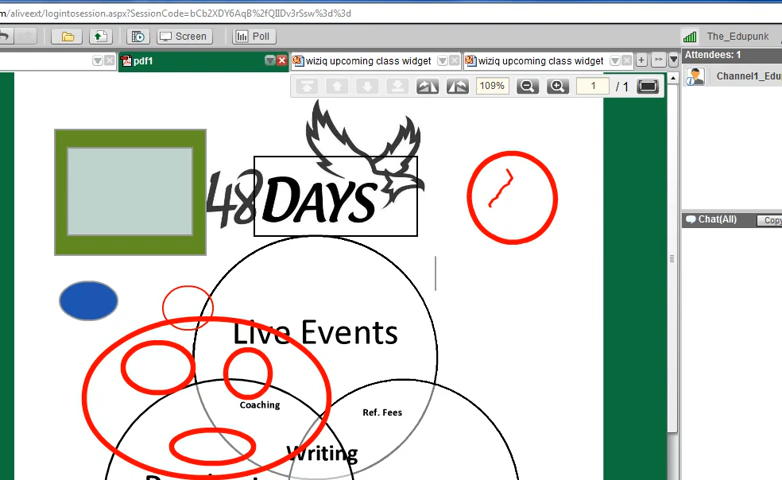 m/aliveext/logintosession.aspx?SessionCode=bCb2XDY6AqB%2fQIIDv3rSsw%3d%3d
Screen
Poll
The_Edupunk
pdf1
wiziq upcoming class widget
wiziq upcoming class widget
Attendees: 1
Channel1_Edu
109%
1
/ 1
48DAYS
Chat(All)
Copy
Live Events
Coaching
Ref. Fees
Writing